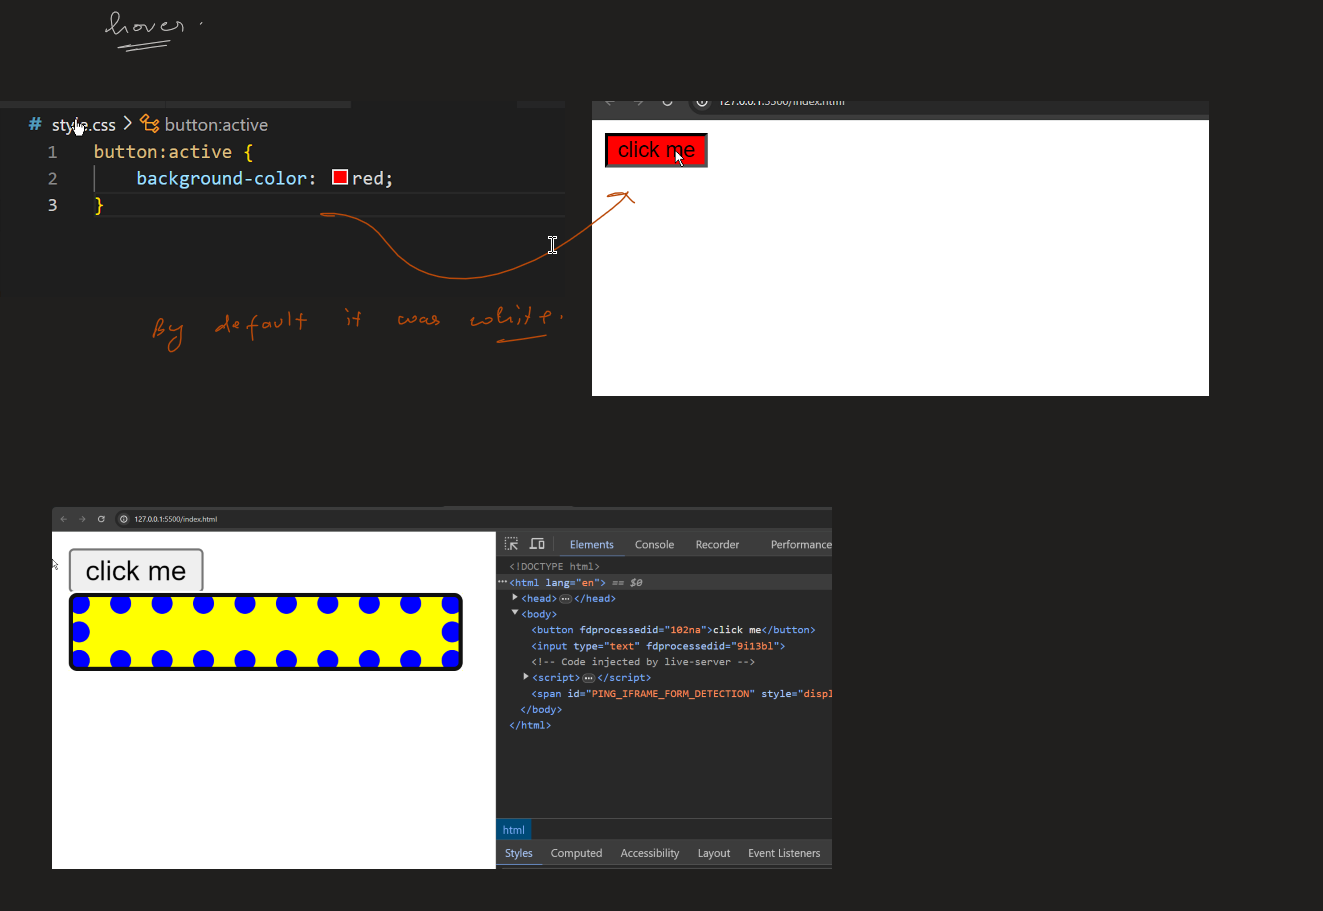 hover.
# style.css > button:active
1 button:active {
2 background-color: red;
3 }
127.0.0.1:5500/index.html
click me
By default it was white.
127.0.0.1:5500/index.html
click me
Elements Console Recorder Performance
<!DOCTYPE html>
<html lang="en"> == $0
<head> ••• </head>
<body>
<button fdprocessedid="102na">click me</button>
<input type="text" fdprocessedid="9i13bl">
<!-- Code injected by live-server -->
<script> ••• </script>
<span id="PING_IFRAME_FORM_DETECTION" style="displ
</body>
</html>
html
Styles Computed Accessibility Layout Event Listeners